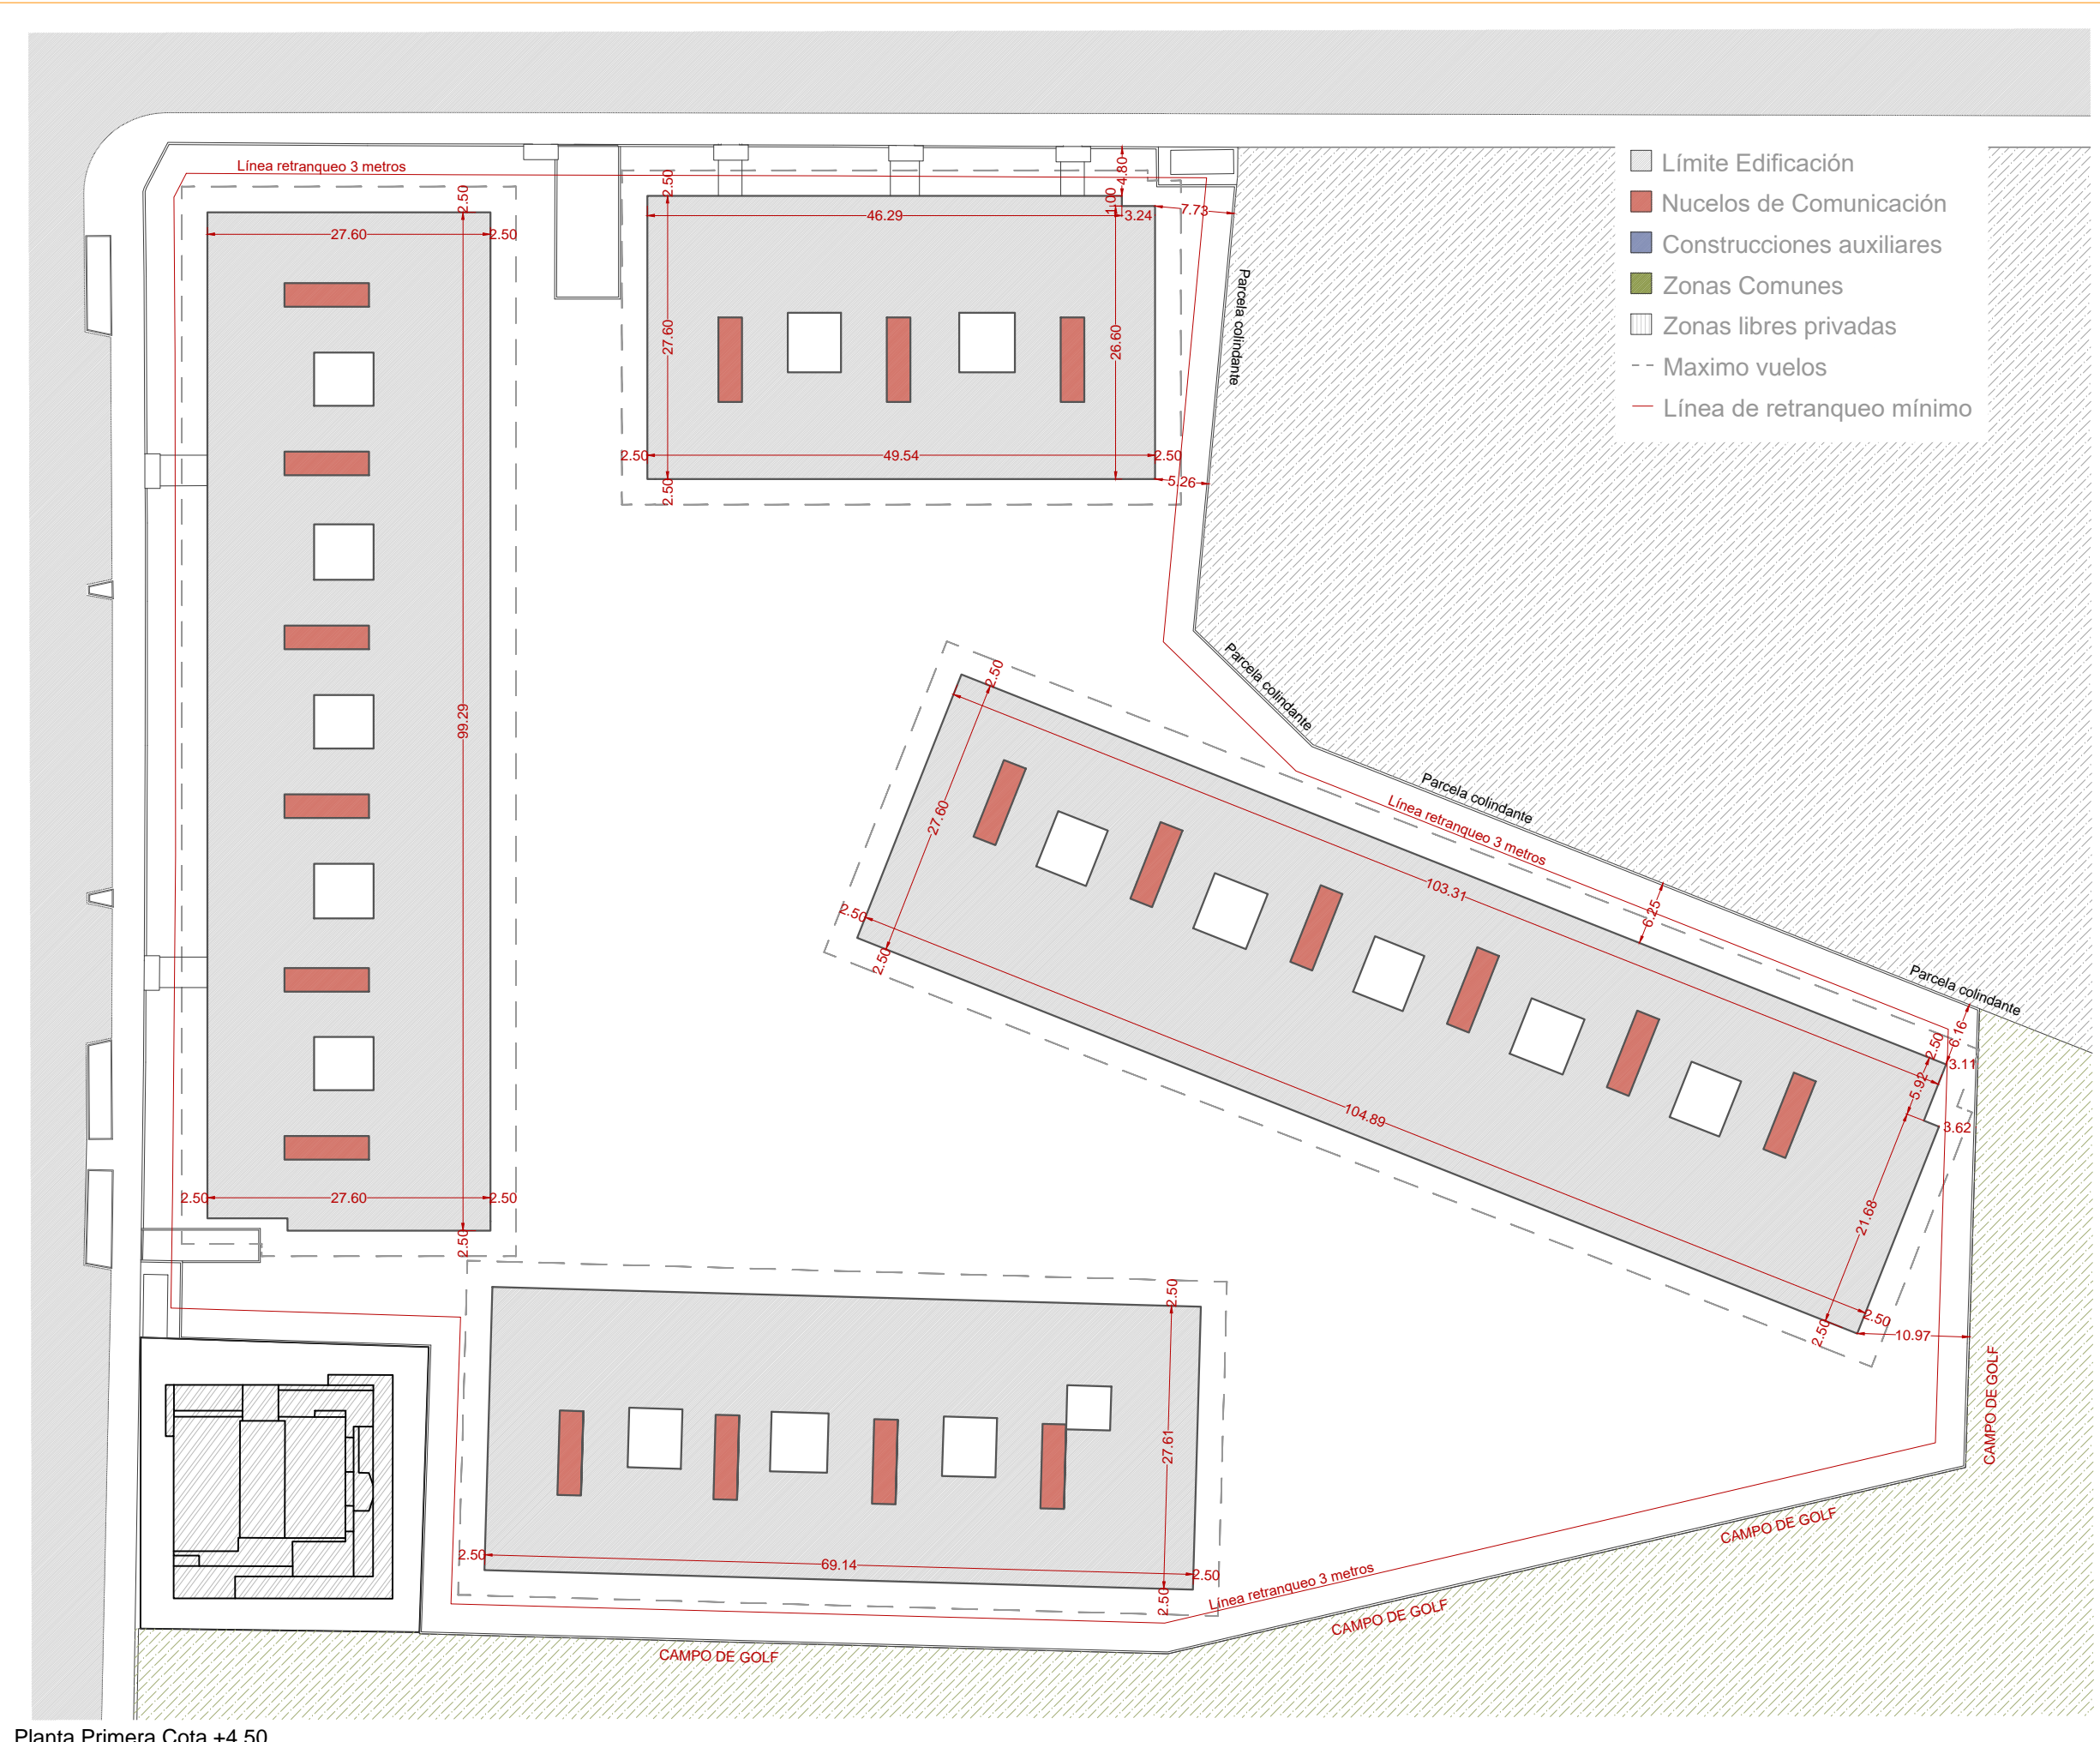 Línea retranqueo 3 metros
2.50
27.60
2.50
99.29
2.50
27.60
2.50
2.50
2.50
4.80
1.00
46.29
3.24
7.73
27.60
26.60
2.50
49.54
2.50
5.26
2.50
Parcela colindante
Límite Edificación
Nucelos de Comunicación
Construcciones auxiliares
Zonas Comunes
Zonas libres privadas
Maximo vuelos
Línea de retranqueo mínimo
Parcela colindante
Parcela colindante
Línea retranqueo 3 metros
Parcela colindante
2.50
27.60
103.31
6.25
2.50
2.50
104.89
6.16
2.50
3.11
5.92
3.62
21.68
2.50
2.50
10.97
CAMPO DE GOLF
2.50
27.61
2.50
69.14
2.50
2.50
Línea retranqueo 3 metros
CAMPO DE GOLF
CAMPO DE GOLF
CAMPO DE GOLF
Planta Primera Cota +4.50